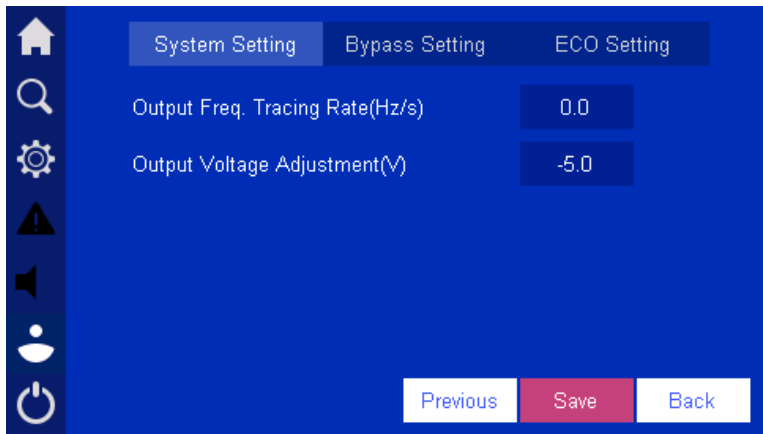 System Setting Bypass Setting ECO Setting
Output Freq. Tracing Rate(Hz/s) 0.0
Output Voltage Adjustment(V) -5.0
Previous Save Back